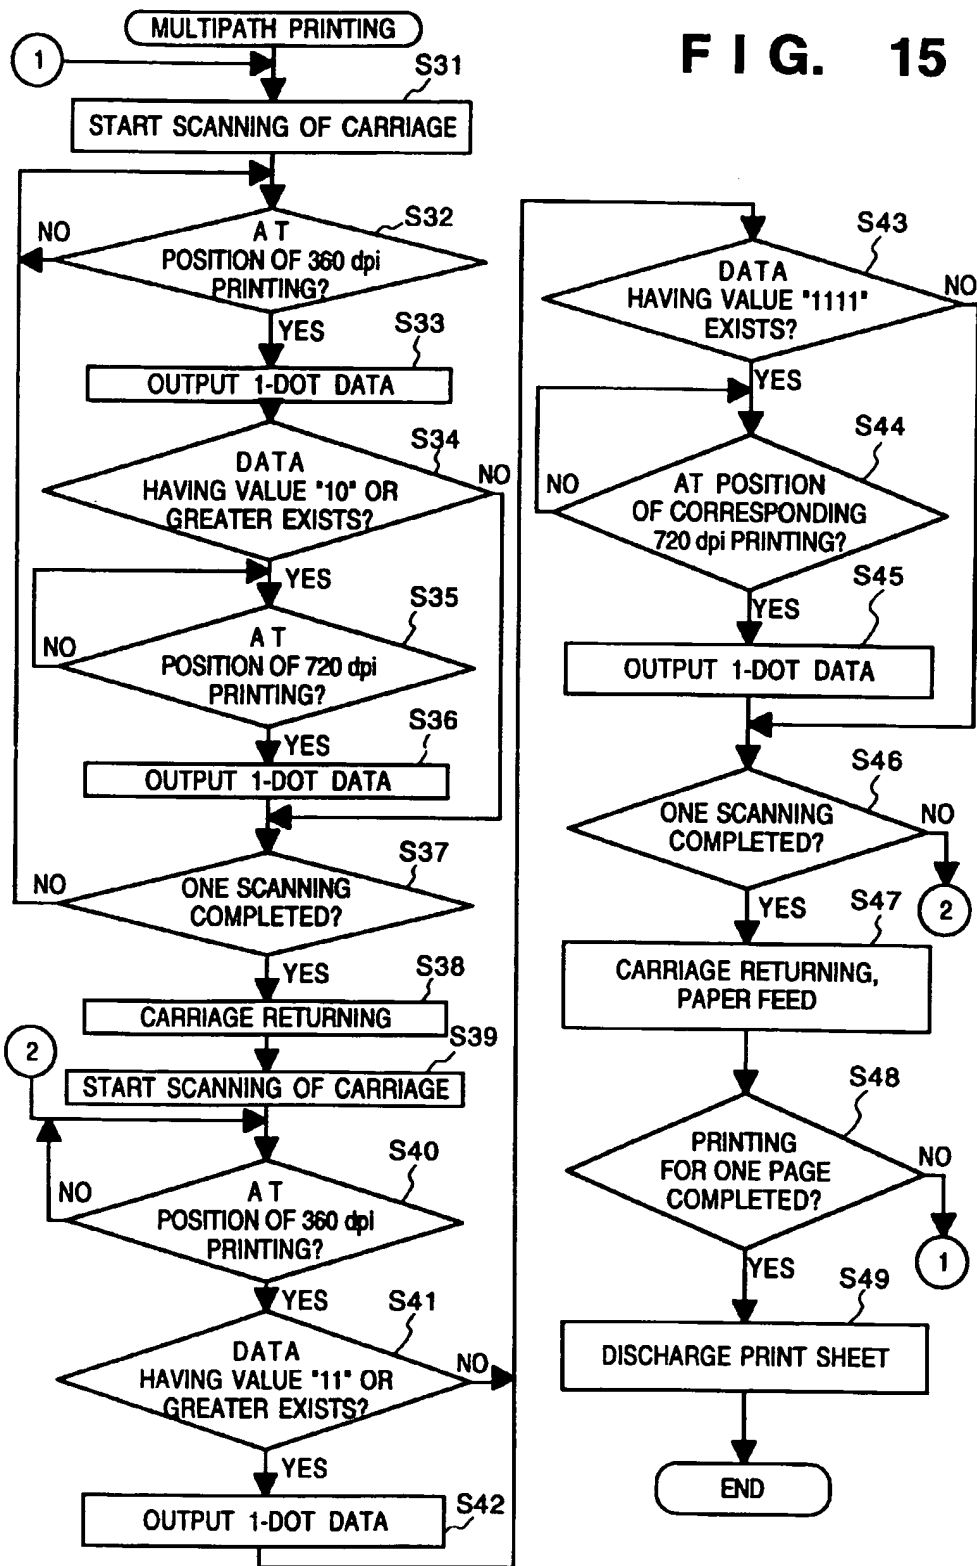 FIG. 15
MULTIPATH PRINTING
1
S31
START SCANNING OF CARRIAGE
S32
NO
AT
POSITION OF 360 dpi
PRINTING?
YES
S33
OUTPUT 1-DOT DATA
S34
DATA
HAVING VALUE "10" OR
GREATER EXISTS?
NO
YES
S35
AT
POSITION OF 720 dpi
PRINTING?
NO
YES
S36
OUTPUT 1-DOT DATA
S37
NO
ONE SCANNING
COMPLETED?
YES
S38
CARRIAGE RETURNING
2
S39
START SCANNING OF CARRIAGE
S40
NO
AT
POSITION OF 360 dpi
PRINTING?
YES
S41
DATA
HAVING VALUE "11" OR
GREATER EXISTS?
NO
YES
S42
OUTPUT 1-DOT DATA
S43
DATA
HAVING VALUE "1111"
EXISTS?
NO
YES
S44
NO
AT POSITION
OF CORRESPONDING
720 dpi PRINTING?
YES
S45
OUTPUT 1-DOT DATA
S46
ONE SCANNING
COMPLETED?
NO
2
YES
S47
CARRIAGE RETURNING,
PAPER FEED
S48
PRINTING
FOR ONE PAGE
COMPLETED?
NO
1
YES
S49
DISCHARGE PRINT SHEET
END